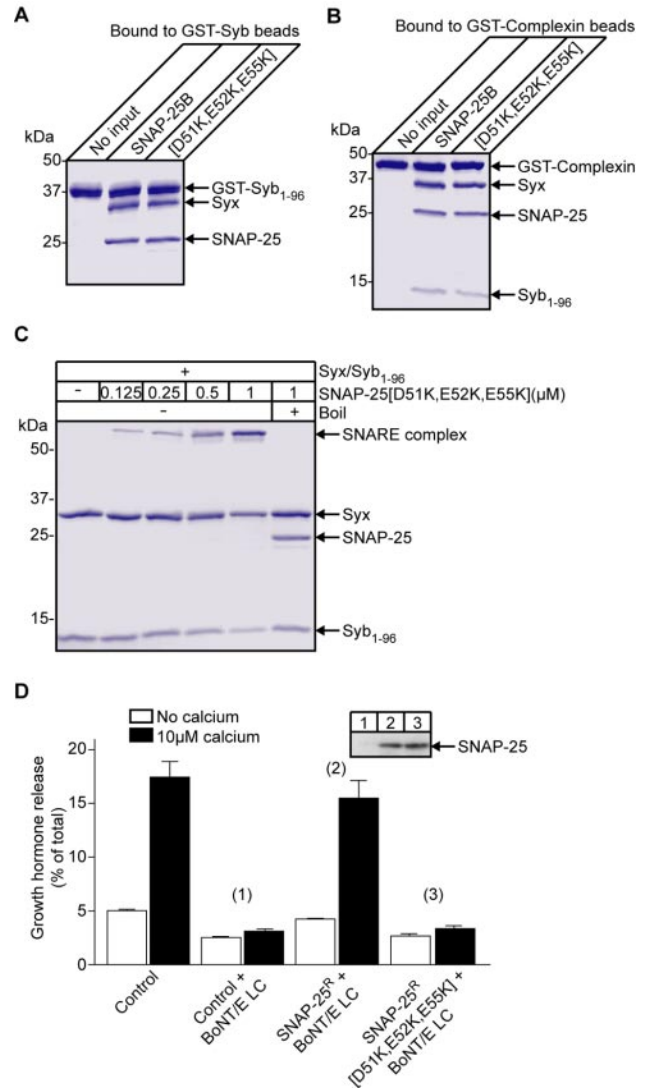 A
Bound to GST-Syb beads
No input
SNAP-25B
[D51K,E52K,E55K]
kDa
50
37
25
GST-Syb1-96
Syx
SNAP-25
B
Bound to GST-Complexin beads
No input
SNAP-25B
[D51K,E52K,E55K]
kDa
50
37
25
15
GST-Complexin
Syx
SNAP-25
Syb1-96
C
+ Syx/Syb1-96
- 0.125 0.25 0.5 1 1 SNAP-25[D51K,E52K,E55K](µM)
- + Boil
kDa
50
37
25
15
SNARE complex
Syx
SNAP-25
Syb1-96
D
No calcium
10µM calcium
1 2 3
SNAP-25
Growth hormone release
(% of total)
20
15
10
5
0
(1)
(2)
(3)
Control
Control +
BoNT/E LC
SNAP-25R +
BoNT/E LC
SNAP-25R
[D51K,E52K,E55K] +
BoNT/E LC